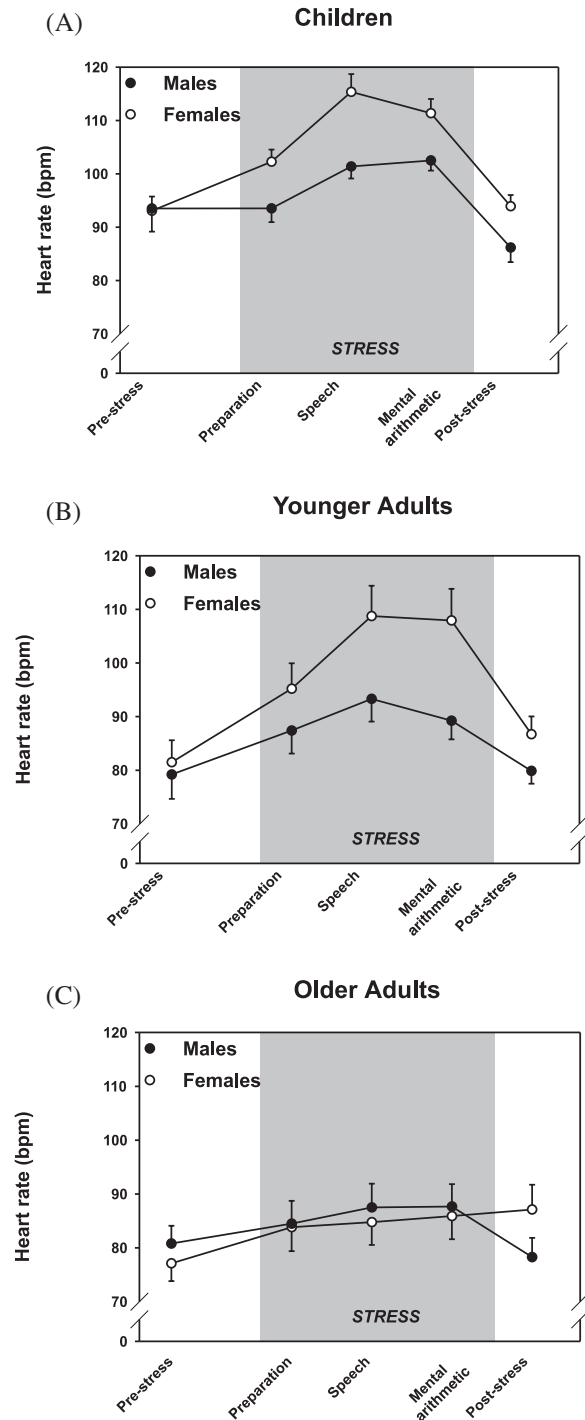 (A)
Children
120
110
100
90
80
70
0
Heart rate (bpm)
Males
Females
STRESS
Pre-stress
Preparation
Speech
Mental
arithmetic
Post-stress
(B)
Younger Adults
120
110
100
90
80
70
0
Heart rate (bpm)
Males
Females
STRESS
Pre-stress
Preparation
Speech
Mental
arithmetic
Post-stress
(C)
Older Adults
120
110
100
90
80
70
0
Heart rate (bpm)
Males
Females
STRESS
Pre-stress
Preparation
Speech
Mental
arithmetic
Post-stress